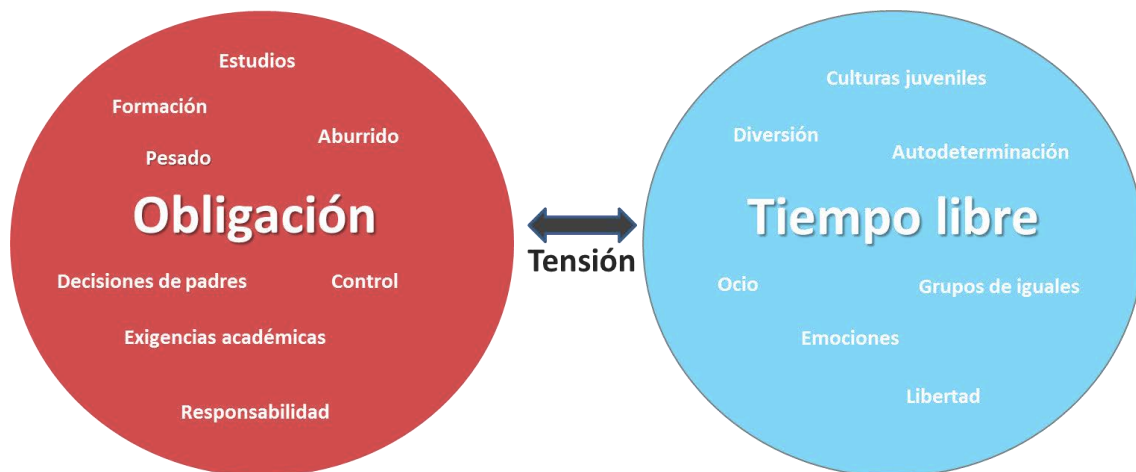 Estudios
Formación
Aburrido
Pesado
Obligación
Decisiones de padres
Control
Exigencias académicas
Responsabilidad
Tensión
Culturas juveniles
Diversión
Autodeterminación
Tiempo libre
Ocio
Grupos de iguales
Emociones
Libertad